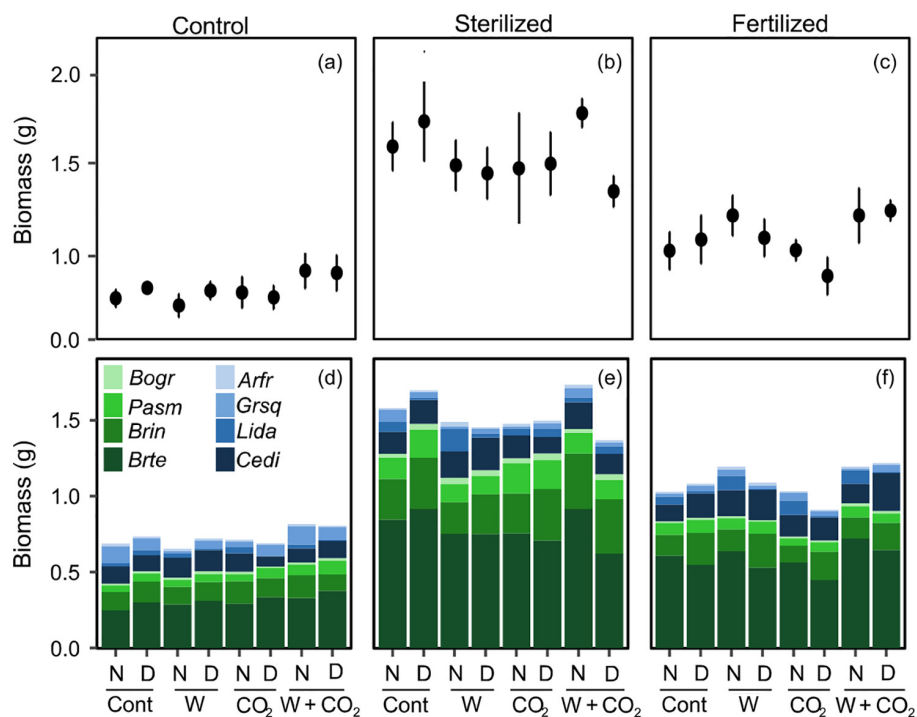 Control Sterilized Fertilized
(a) (b) (c)
Biomass (g)
2.0
1.5
1.0
0.0
(d) (e) (f)
Bogr Arfr
Pasm Grsq
Brin Lida
Brte Cedi
Biomass (g)
1.5
1.0
0.5
0.0
N D N D N D N D N D N D N D N D N D N D N D N D
Cont W CO₂ W + CO₂ Cont W CO₂ W + CO₂ Cont W CO₂ W + CO₂